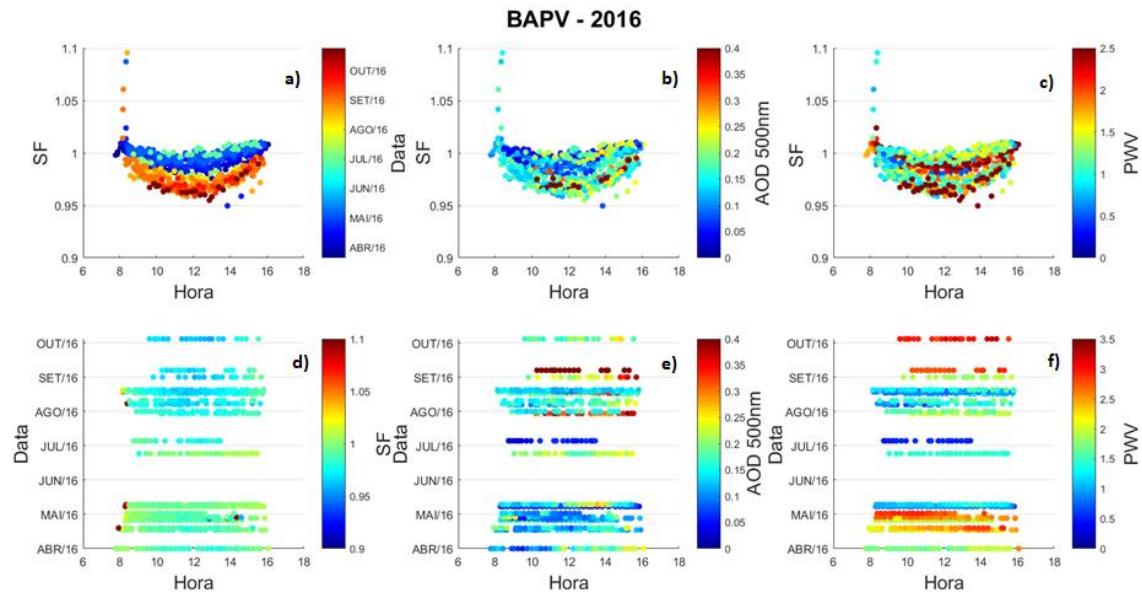 BAPV - 2016
1.1
1.05
1
0.95
0.9
SF
6 8 10 12 14 16 18
Hora
a)
OUT/16
SET/16
AGO/16
JUL/16
JUN/16
MAI/16
ABR/16
Data
1.1
1.05
1
0.95
0.9
SF
6 8 10 12 14 16 18
Hora
b)
0.4
0.35
0.3
0.25
0.2
0.15
0.1
0.05
0
AOD 500nm
1.1
1.05
1
0.95
0.9
SF
6 8 10 12 14 16 18
Hora
c)
2.5
2
1.5
1
0.5
0
PWV
OUT/16
SET/16
AGO/16
JUL/16
JUN/16
MAI/16
ABR/16
Data
6 8 10 12 14 16 18
Hora
d)
1.1
1.05
1
0.95
0.9
SF
OUT/16
SET/16
AGO/16
JUL/16
JUN/16
MAI/16
ABR/16
Data
6 8 10 12 14 16 18
Hora
e)
0.4
0.35
0.3
0.25
0.2
0.15
0.1
0.05
0
AOD 500nm
OUT/16
SET/16
AGO/16
JUL/16
JUN/16
MAI/16
ABR/16
Data
6 8 10 12 14 16 18
Hora
f)
3.5
3
2.5
2
1.5
1
0.5
0
PWV